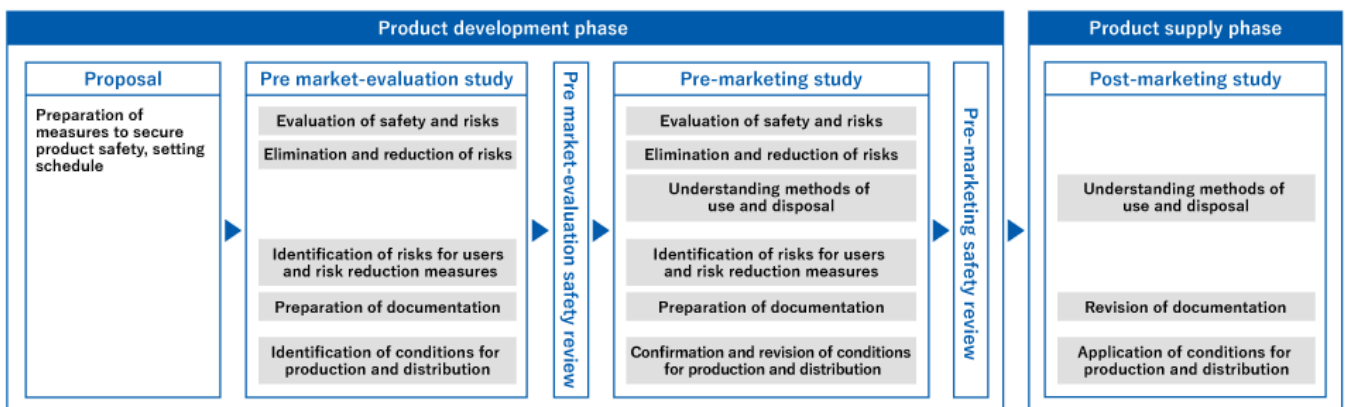 Product development phase
Product supply phase
Proposal
Preparation of
measures to secure
product safety, setting
schedule
Pre market-evaluation study
Evaluation of safety and risks
Elimination and reduction of risks
Identification of risks for users
and risk reduction measures
Preparation of documentation
Identification of conditions for
production and distribution
Pre market-evaluation safety review
Pre-marketing study
Evaluation of safety and risks
Elimination and reduction of risks
Understanding methods of
use and disposal
Identification of risks for users
and risk reduction measures
Preparation of documentation
Confirmation and revision of conditions
for production and distribution
Pre-marketing safety review
Post-marketing study
Understanding methods of
use and disposal
Revision of documentation
Application of conditions for
production and distribution